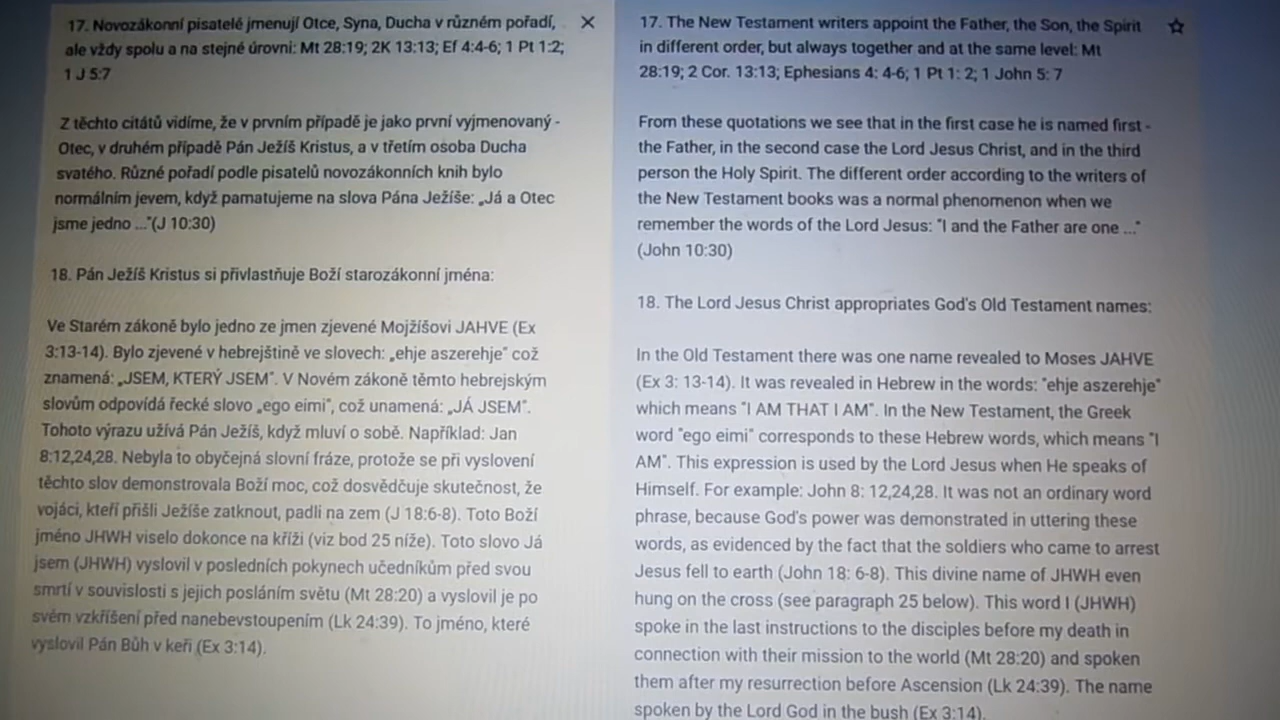 17. Novozákonní pisatelé jmenují Otce, Syna, Ducha v různém pořadí,
ale vždy spolu a na stejné úrovni: Mt 28:19; 2K 13:13; Ef 4:4-6; 1 Pt 1:2;
1 J 5:7
Z těchto citátů vidíme, že v prvním případě je jako první vyjmenovaný -
Otec, v druhém případě Pán Ježíš Kristus, a v třetím osoba Ducha
svatého. Různé pořadí podle pisatelů novozákonních knih bylo
normálním jevem, když pamatujeme na slova Pána Ježíše: „Já a Otec
jsme jedno ..."(J 10:30)
18. Pán Ježíš Kristus si přivlastňuje Boží starozákonní jména:
Ve Starém zákoně bylo jedno ze jmen zjevené Mojžíšovi JAHVE (Ex
3:13-14). Bylo zjevené v hebrejštině ve slovech: „ehje aszerehje" což
znamená: „JSEM, KTERÝ JSEM". V Novém zákoně těmto hebrejským
slovům odpovídá řecké slovo „ego eimi", což unamená: „JÁ JSEM".
Tohoto výrazu užívá Pán Ježíš, když mluví o sobě. Například: Jan
8:12,24,28. Nebyla to obyčejná slovní fráze, protože se při vyslovení
těchto slov demonstrovala Boží moc, což dosvědčuje skutečnost, že
vojáci, kteří přišli Ježíše zatknout, padli na zem (J 18:6-8). Toto Boží
jméno JHWH viselo dokonce na kříži (viz bod 25 níže). Toto slovo Já
jsem (JHWH) vyslovil v posledních pokynech učedníkům před svou
smrtí v souvislosti s jejich posláním světu (Mt 28:20) a vyslovil je po
svém vzkříšení před nanebevstoupením (Lk 24:39). To jméno, které
vyslovil Pán Bůh v keři (Ex 3:14).
17. The New Testament writers appoint the Father, the Son, the Spirit
in different order, but always together and at the same level: Mt
28:19; 2 Cor. 13:13; Ephesians 4: 4-6; 1 Pt 1: 2; 1 John 5: 7
From these quotations we see that in the first case he is named first -
the Father, in the second case the Lord Jesus Christ, and in the third
person the Holy Spirit. The different order according to the writers of
the New Testament books was a normal phenomenon when we
remember the words of the Lord Jesus: "I and the Father are one ..."
(John 10:30)
18. The Lord Jesus Christ appropriates God's Old Testament names:
In the Old Testament there was one name revealed to Moses JAHVE
(Ex 3: 13-14). It was revealed in Hebrew in the words: "ehje aszerehje"
which means "I AM THAT I AM". In the New Testament, the Greek
word "ego eimi" corresponds to these Hebrew words, which means "I
AM". This expression is used by the Lord Jesus when He speaks of
Himself. For example: John 8: 12,24,28. It was not an ordinary word
phrase, because God's power was demonstrated in uttering these
words, as evidenced by the fact that the soldiers who came to arrest
Jesus fell to earth (John 18: 6-8). This divine name of JHWH even
hung on the cross (see paragraph 25 below). This word I (JHWH)
spoke in the last instructions to the disciples before my death in
connection with their mission to the world (Mt 28:20) and spoken
them after my resurrection before Ascension (Lk 24:39). The name
spoken by the Lord God in the bush (Ex 3:14).